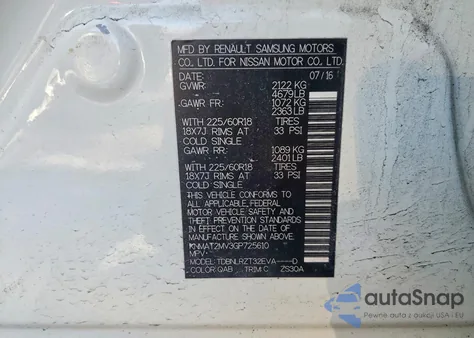 MFD BY RENAULT SAMSUNG MOTORS
CO., LTD. FOR NISSAN MOTOR CO., LTD.
DATE: 07/16
GVWR: 2122 KG
4679LB
GAWR FR: 1072 KG
2363LB
WITH 225/60R18 TIRES
18X7J RIMS AT 33 PSI
COLD SINGLE
GAWR RR: 1089 KG
2401LB
WITH 225/60R18 TIRES
18X7J RIMS AT 33 PSI
COLD SINGLE
THIS VEHICLE CONFORMS TO ALL
APPLICABLE U.S. FEDERAL
MOTOR VEHICLE SAFETY
STANDARDS
IN EFFECT ON THE DATE OF
MANUFACTURE SHOWN ABOVE.
KNMAT2MV3GP725610
MPV
TDBNLRZT32EVA-----D
COLOR QAB TRIM C ZS30A
autoSnap